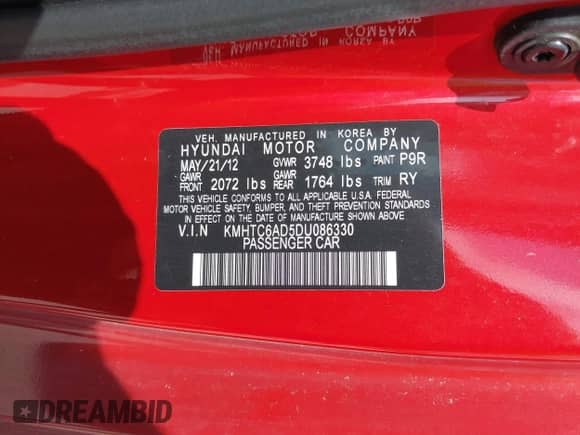 VEH. MANUFACTURED IN KOREA BY
HYUNDAI MOTOR COMPANY
MAY/21/12 GVWR 3748 lbs PAINT P9R
GAWR FRONT 2072 lbs GAWR REAR 1764 lbs TRIM RY
THIS VEHICLE CONFORMS TO ALL APPLICABLE U.S.A. FEDERAL
MOTOR VEHICLE SAFETY, BUMPER, AND THEFT PREVENTION STANDARDS
IN EFFECT ON THE DATE OF MANUFACTURE SHOWN ABOVE.
V.I.N KMHTC6AD5DU086330
PASSENGER CAR
DREAMBID